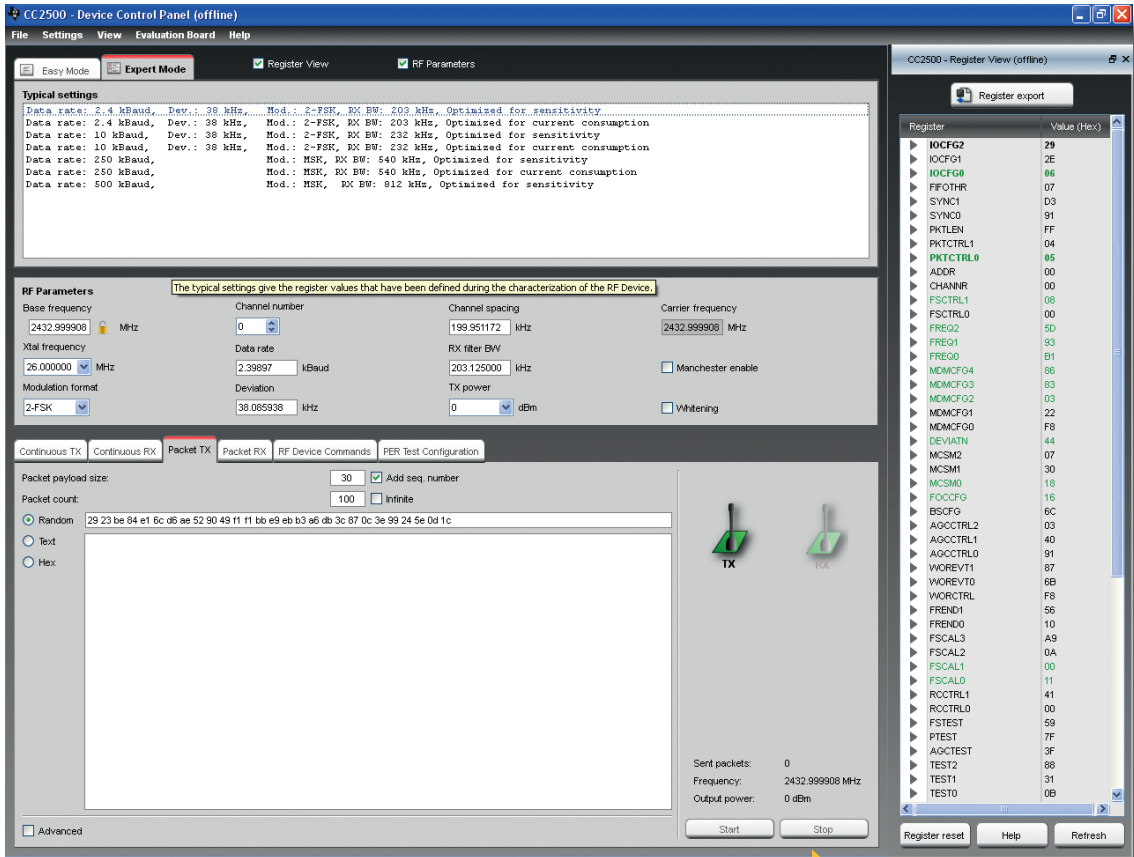 CC2500 - Device Control Panel (offline)
File Settings View Evaluation Board Help
Easy Mode
Expert Mode
Register View
RF Parameters
Typical settings
Data rate: 2.4 kBaud, Dev.: 38 kHz, Mod.: 2-FSK, RX BW: 203 kHz, Optimized for sensitivity
Data rate: 2.4 kBaud, Dev.: 38 kHz, Mod.: 2-FSK, RX BW: 203 kHz, Optimized for current consumption
Data rate: 10 kBaud, Dev.: 38 kHz, Mod.: 2-FSK, RX BW: 232 kHz, Optimized for sensitivity
Data rate: 10 kBaud, Dev.: 38 kHz, Mod.: 2-FSK, RX BW: 232 kHz, Optimized for current consumption
Data rate: 250 kBaud, Mod.: MSK, RX BW: 540 kHz, Optimized for sensitivity
Data rate: 250 kBaud, Mod.: MSK, RX BW: 540 kHz, Optimized for current consumption
Data rate: 500 kBaud, Mod.: MSK, RX BW: 812 kHz, Optimized for sensitivity
RF Parameters
The typical settings give the register values that have been defined during the characterization of the RF Device.
Base frequency Channel number Channel spacing Carrier frequency
2432.999908 MHz 0 199.951172 kHz 2432.999908 MHz
Xtal frequency Data rate RX filter BW
26.000000 MHz 2.39897 kBaud 203.125000 kHz Manchester enable
Modulation format Deviation TX power
2-FSK 38.085938 kHz 0 dBm Whitening
Continuous TX Continuous RX Packet TX Packet RX RF Device Commands PER Test Configuration
Packet payload size: 30 Add seq. number
Packet count: 100 Infinite
Random 29 23 be 84 e1 6c d6 ae 52 90 49 f1 f1 bb e9 eb b3 a6 db 3c 87 0c 3e 99 24 5e 0d 1c
Text
Hex
TX RX
Sent packets: 0
Frequency: 2432.999908 MHz
Output power: 0 dBm
Advanced
Start Stop
CC2500 - Register View (offline)
Register export
Register Value (Hex)
IOCFG2 29
IOCFG1 2E
IOCFG0 06
FIFOTHR 07
SYNC1 D3
SYNC0 91
PKTLEN FF
PKTCTRL1 04
PKTCTRL0 05
ADDR 00
CHANNR 00
FSCTRL1 08
FSCTRL0 00
FREQ2 5D
FREQ1 93
FREQ0 B1
MDMCFG4 86
MDMCFG3 83
MDMCFG2 03
MDMCFG1 22
MDMCFG0 F8
DEVIATN 44
MCSM2 07
MCSM1 30
MCSM0 18
FOCCFG 16
BSCFG 6C
AGCCTRL2 03
AGCCTRL1 40
AGCCTRL0 91
WOREVT1 87
WOREVT0 6B
WORCTRL F8
FREND1 56
FREND0 10
FSCAL3 A9
FSCAL2 0A
FSCAL1 00
FSCAL0 11
RCCTRL1 41
RCCTRL0 00
FSTEST 59
PTEST 7F
AGCTEST 3F
TEST2 88
TEST1 31
TEST0 0B
Register reset Help Refresh